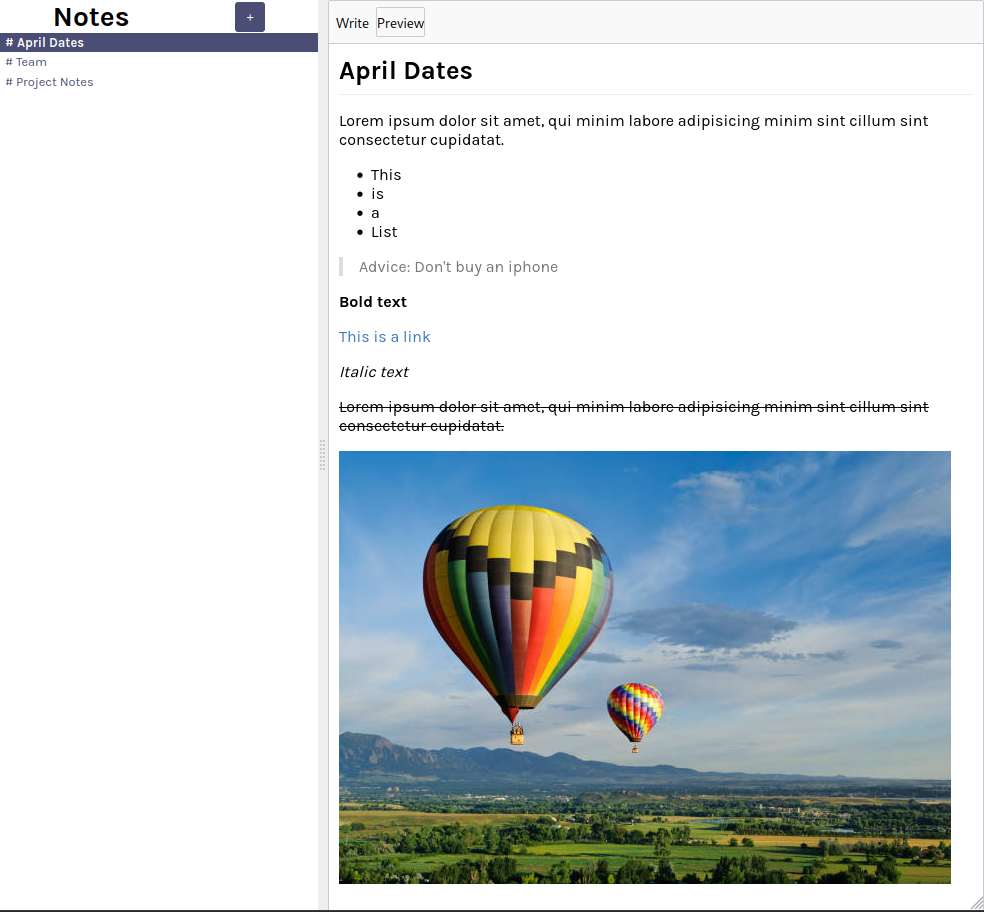 Notes
+
# April Dates
# Team
# Project Notes
Write Preview
April Dates
Lorem ipsum dolor sit amet, qui minim labore adipisicing minim sint cillum sint
consectetur cupidatat.
• This
• is
• a
• List
Advice: Don't buy an iphone
Bold text
This is a link
Italic text
Lorem ipsum dolor sit amet, qui minim labore adipisicing minim sint cillum sint
consectetur cupidatat.